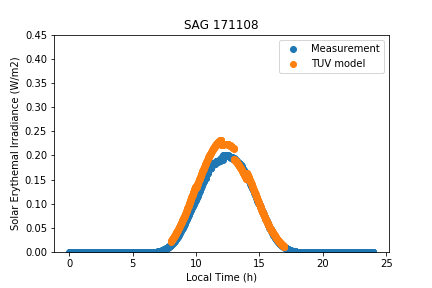 SAG 171108
Solar Erythemal Irradiance (W/m2)
0.45
0.40
0.35
0.30
0.25
0.20
0.15
0.10
0.05
0.00
Measurement
TUV model
0 5 10 15 20 25
Local Time (h)